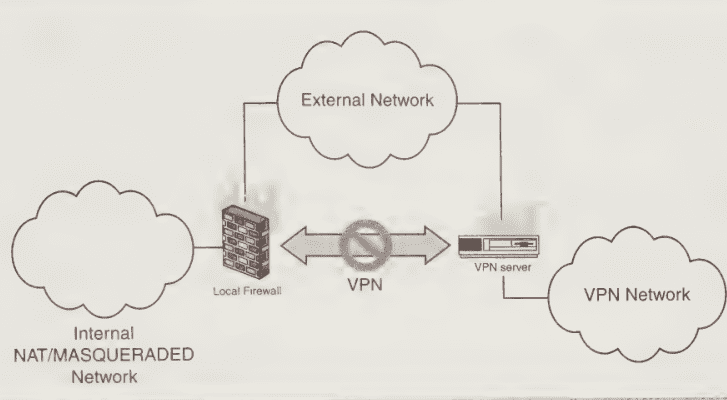 External Network
Local Firewall
VPN
VPN server
VPN Network
Internal
NAT/MASQUERADED
Network